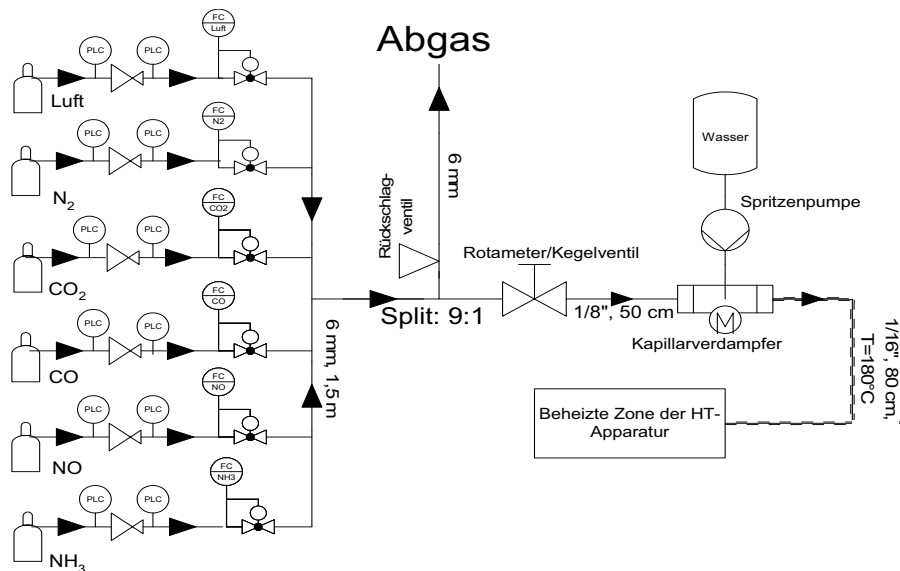 Abgas
FC
Luft
PLC
PLC
Luft
FC
N2
PLC
PLC
N₂
FC
CO2
PLC
PLC
CO₂
FC
CO
PLC
PLC
CO
FC
NO
PLC
PLC
NO
FC
NH3
PLC
PLC
NH₃
6 mm, 1,5 m
Rückschlag-
ventil
6 mm
Split: 9:1
Rotameter/Kegelventil
1/8", 50 cm
Wasser
Spritzenpumpe
M
Kapillarverdampfer
1/16", 80 cm,
T=180°C
Beheizte Zone der HT-
Apparatur